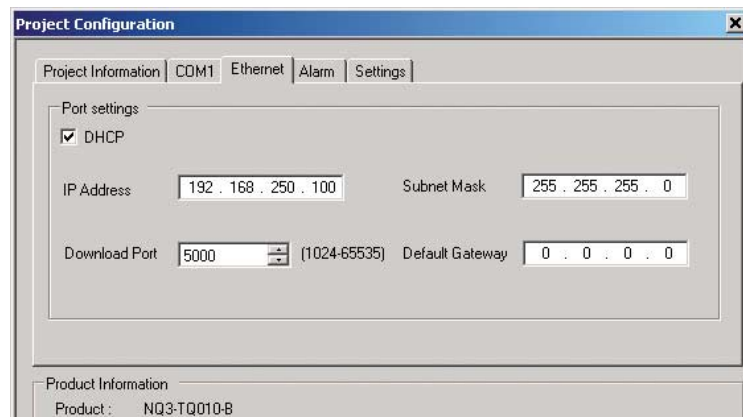 Project Configuration
Project Information COM1 Ethernet Alarm Settings
Port settings
DHCP
IP Address 192 . 168 . 250 . 100 Subnet Mask 255 . 255 . 255 . 0
Download Port 5000 (1024-65535) Default Gateway 0 . 0 . 0 . 0
Product Information
Product : NQ3-TQ010-B